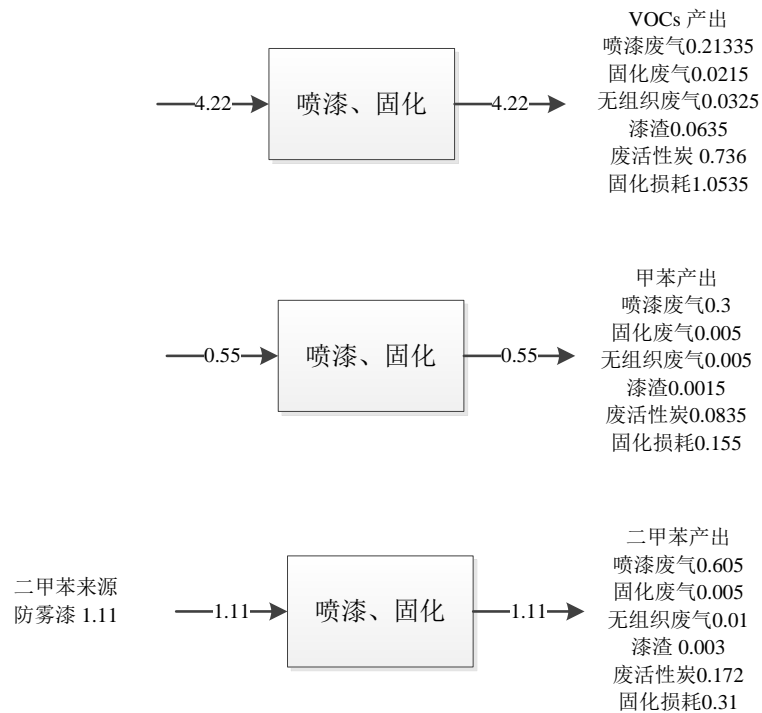 VOCs 产出
喷漆废气0.21335
固化废气0.0215
无组织废气0.0325
漆渣0.0635
废活性炭 0.736
固化损耗1.0535
4.22
喷漆、固化
4.22
甲苯产出
喷漆废气0.3
固化废气0.005
无组织废气0.005
漆渣0.0015
废活性炭0.0835
固化损耗0.155
0.55
喷漆、固化
0.55
二甲苯来源
防雾漆 1.11
1.11
喷漆、固化
1.11
二甲苯产出
喷漆废气0.605
固化废气0.005
无组织废气0.01
漆渣 0.003
废活性炭0.172
固化损耗0.31